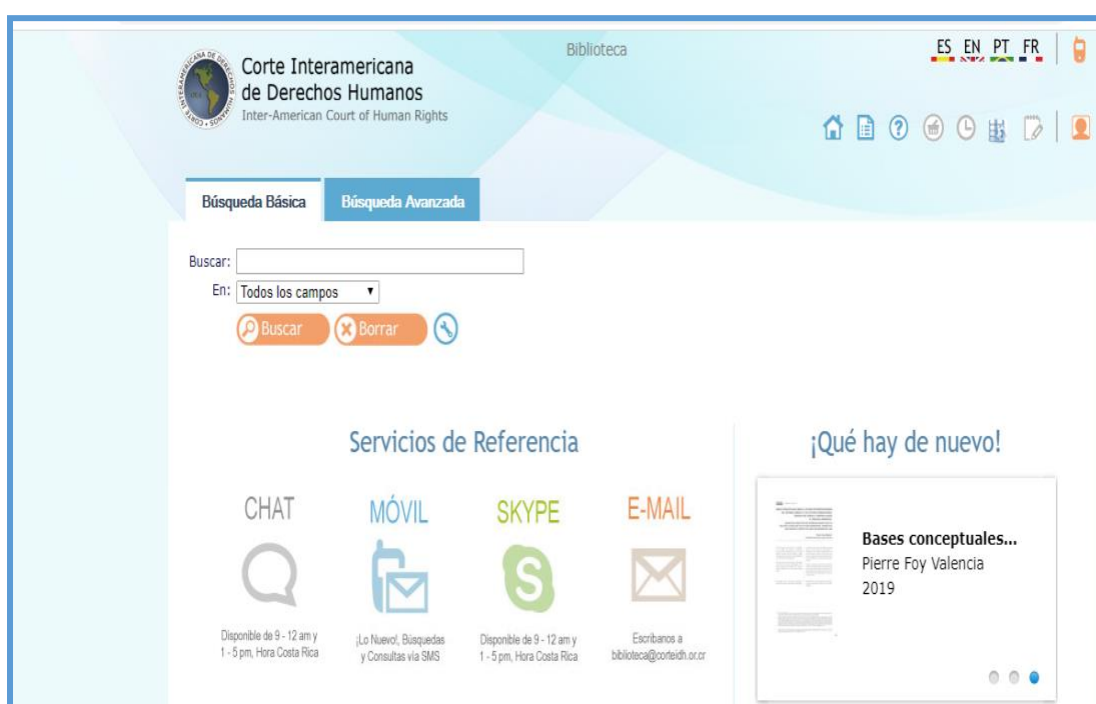 Corte Interamericana
de Derechos Humanos
Inter-American Court of Human Rights
Biblioteca
ES EN PT FR
Búsqueda Básica
Búsqueda Avanzada
Buscar:
En: Todos los campos
Buscar
Borrar
Servicios de Referencia
CHAT
Disponible de 9 - 12 am y
1 - 5 pm, Hora Costa Rica
MÓVIL
¡Lo Nuevo!, Búsquedas
y Consultas vía SMS
SKYPE
Disponible de 9 - 12 am y
1 - 5 pm, Hora Costa Rica
E-MAIL
Escribanos a
biblioteca@corteidh.or.cr
¡Qué hay de nuevo!
Bases conceptuales...
Pierre Foy Valencia
2019